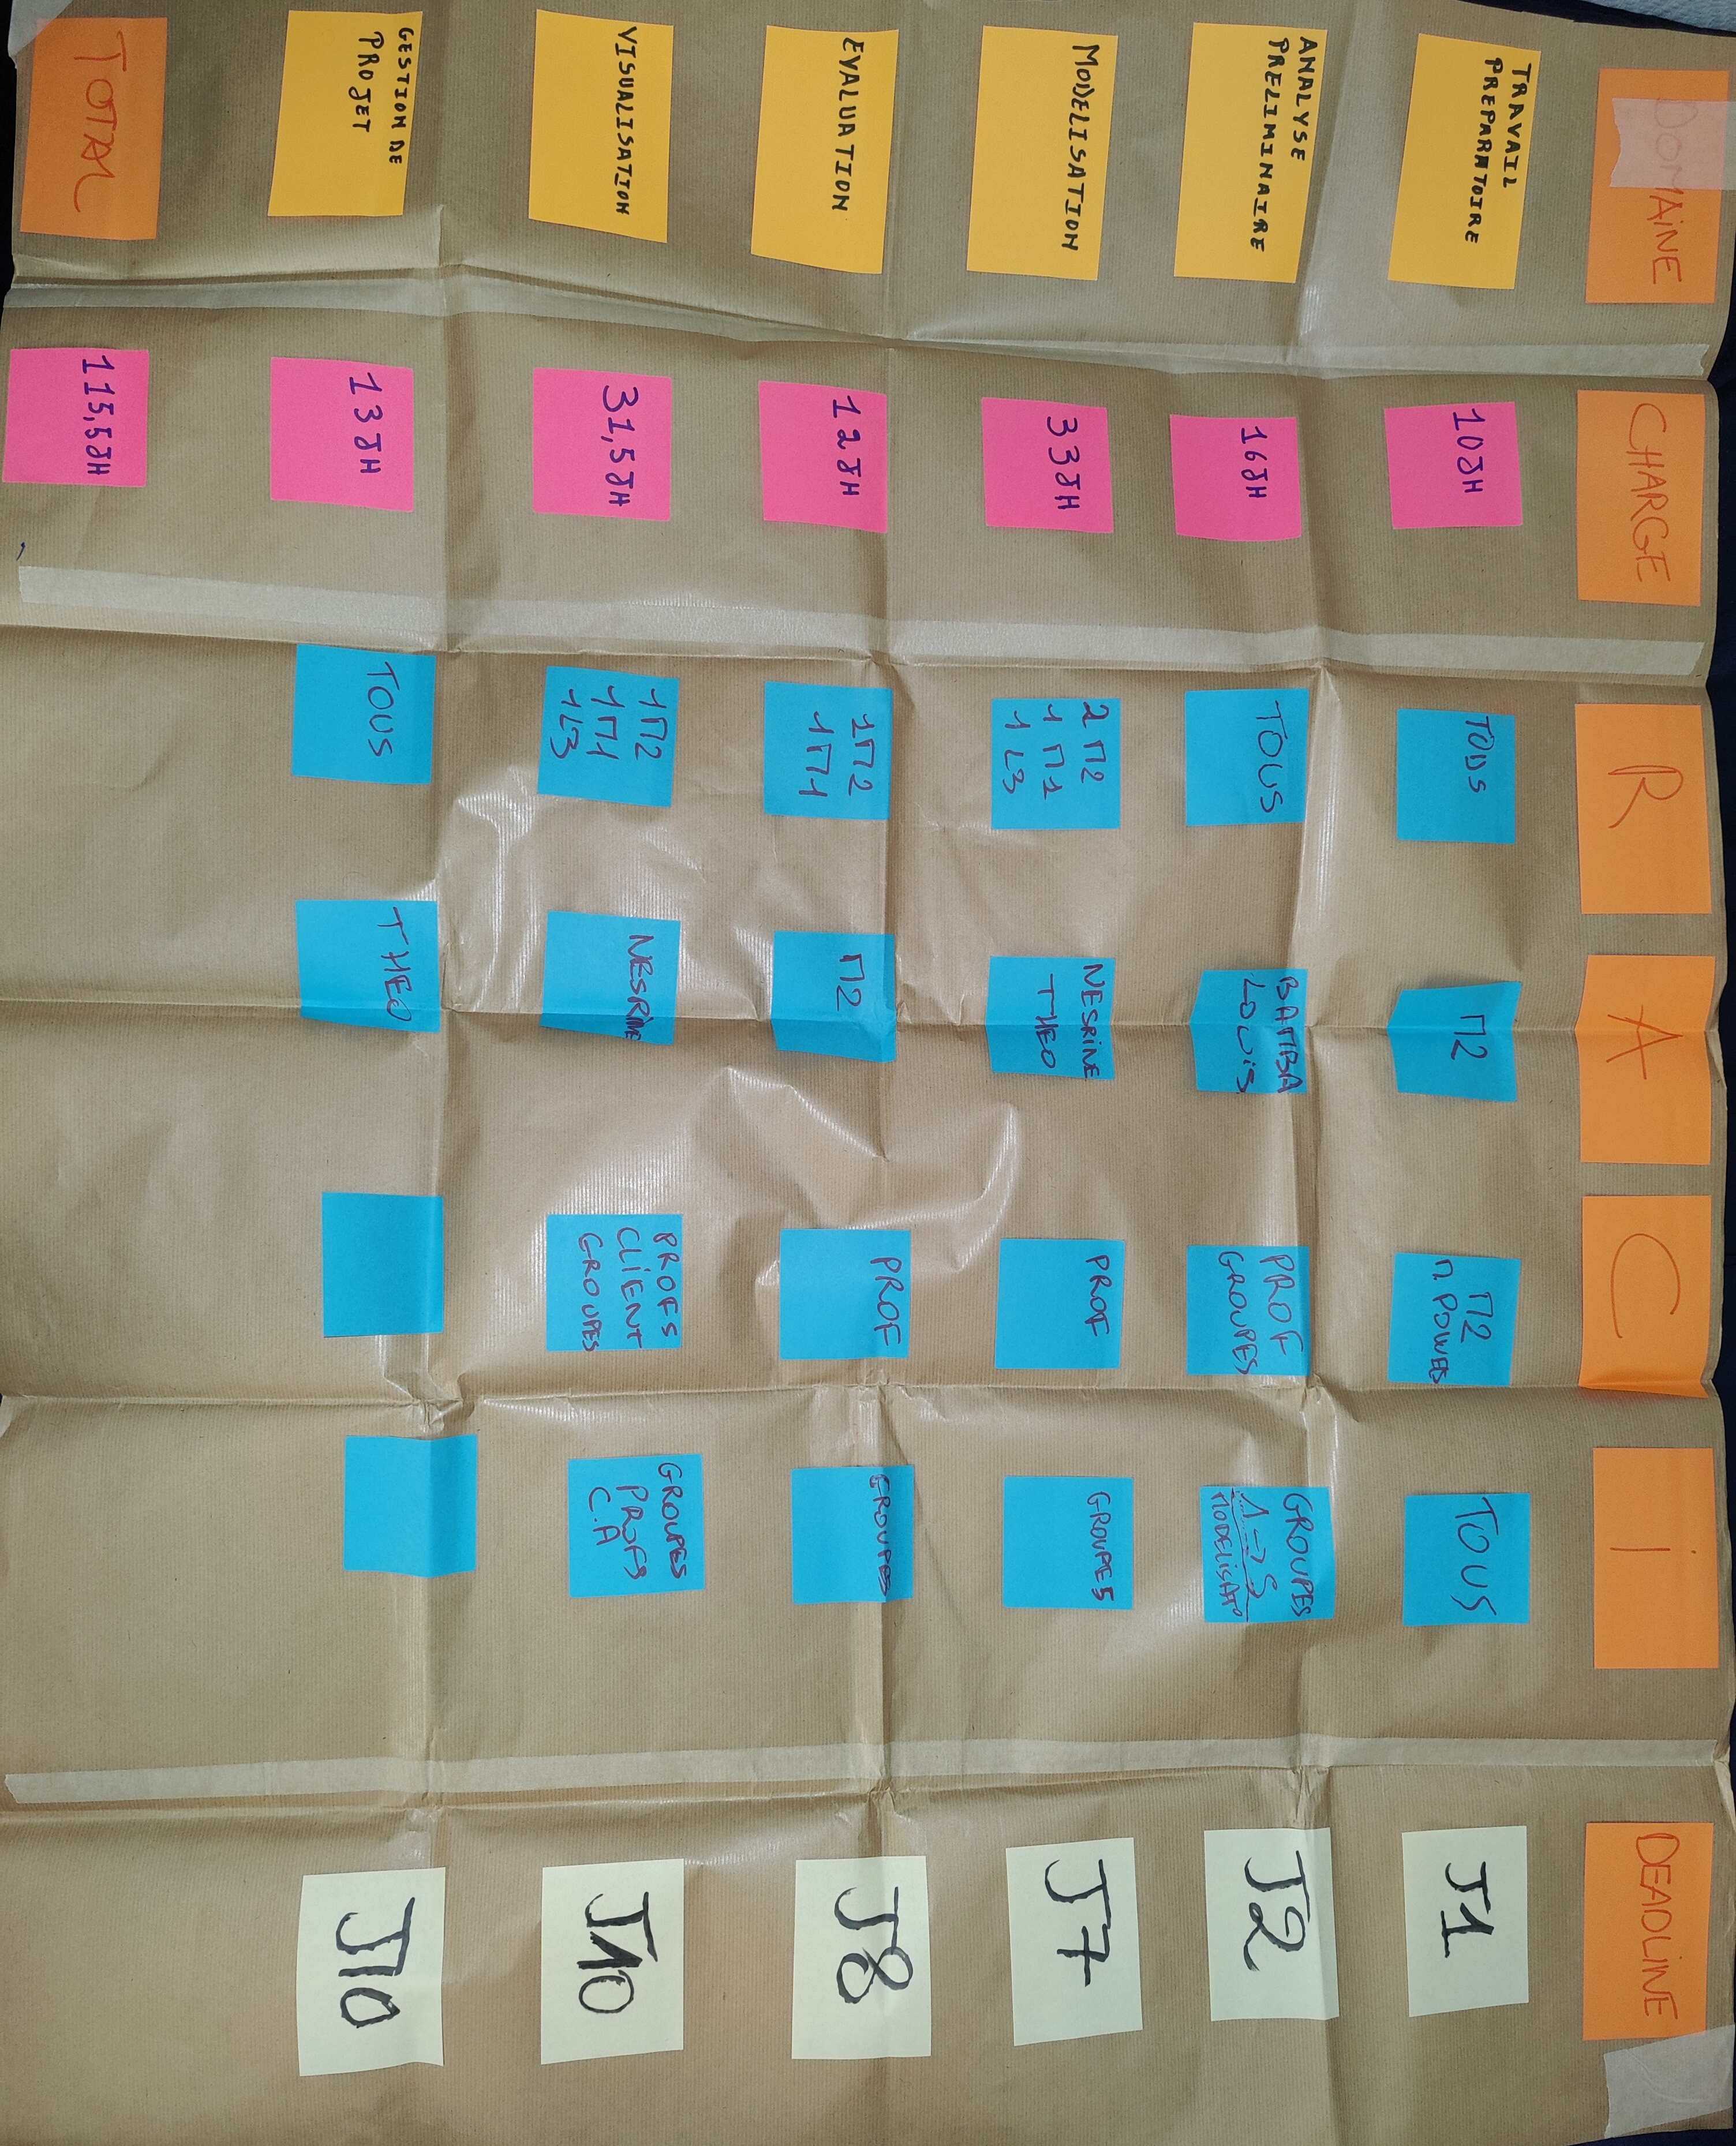 DOMAINE
CHARGE
R
A
C
I
DEADLINE
TRAVAIL
PREPARATOIRE
10JH
TOUS
M2
M2
M. POWER
TOUS
J1
ANALYSE
PRELIMINAIRE
16JH
TOUS
BAMBA
LOUIS
PROF
GROUPES
GROUPES
1→5
MODELISAT°
J2
MODELISATION
33JH
2 M2
1 M1
1 L3
NESRINE
THEO
PROF
GROUPE5
J7
EVALUATION
12JH
1M2
1M1
M2
PROF
GROUPES
J8
VISUALISATION
31,5JH
1M2
1M1
1L3
NESRINE
PROFS
CLIENT
GROUPES
GROUPES
PROFS
C.A
J10
GESTION DE
PROJET
13JH
TOUS
THEO
J10
TOTAL
115,5JH